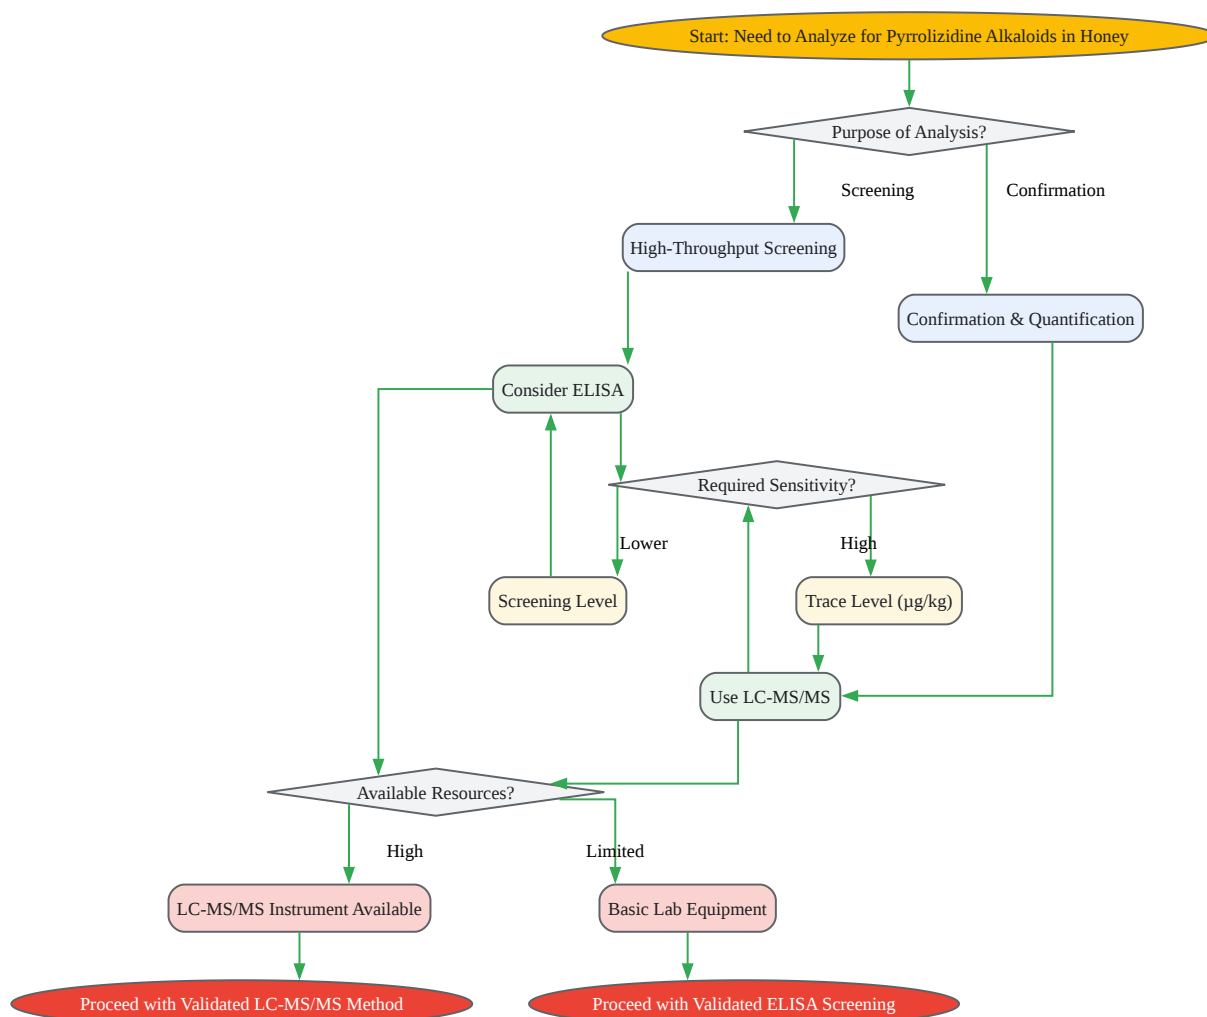 Start: Need to Analyze for Pyrrolizidine Alkaloids in Honey
Purpose of Analysis?
Screening
Confirmation
High-Throughput Screening
Confirmation & Quantification
Consider ELISA
Required Sensitivity?
Lower
High
Screening Level
Trace Level (µg/kg)
Use LC-MS/MS
Available Resources?
High
Limited
LC-MS/MS Instrument Available
Basic Lab Equipment
Proceed with Validated LC-MS/MS Method
Proceed with Validated ELISA Screening